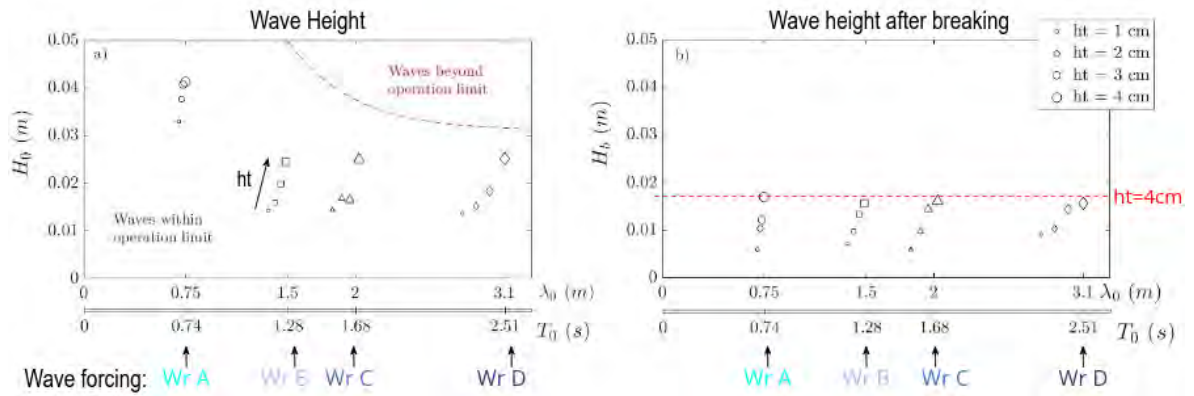 Wave Height
0.05
a)
Waves beyond
operation limit
0.04
0.03
H₀ (m)
ht
0.02
Waves within
operation limit
0.01
0
0 0.75 1.5 2 3.1 λ₀ (m)
0 0.74 1.28 1.68 2.51 T₀ (s)
Wave forcing: Wr A Wr B Wr C Wr D
Wave height after breaking
0.05
b)
ht = 1 cm
ht = 2 cm
ht = 3 cm
ht = 4 cm
0.04
0.03
H_b (m)
0.02
ht=4cm
0.01
0
0 0.75 1.5 2 3.1 λ₀ (m)
0 0.74 1.28 1.68 2.51 T₀ (s)
Wr A Wr B Wr C Wr D